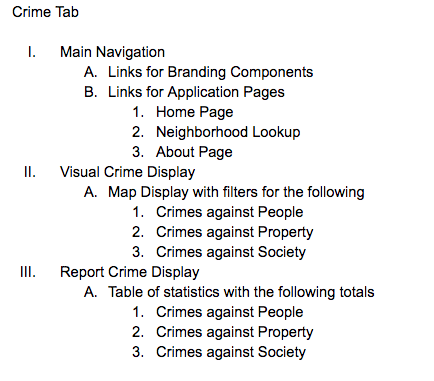 Crime Tab
I. Main Navigation
A. Links for Branding Components
B. Links for Application Pages
1. Home Page
2. Neighborhood Lookup
3. About Page
II. Visual Crime Display
A. Map Display with filters for the following
1. Crimes against People
2. Crimes against Property
3. Crimes against Society
III. Report Crime Display
A. Table of statistics with the following totals
1. Crimes against People
2. Crimes against Property
3. Crimes against Society